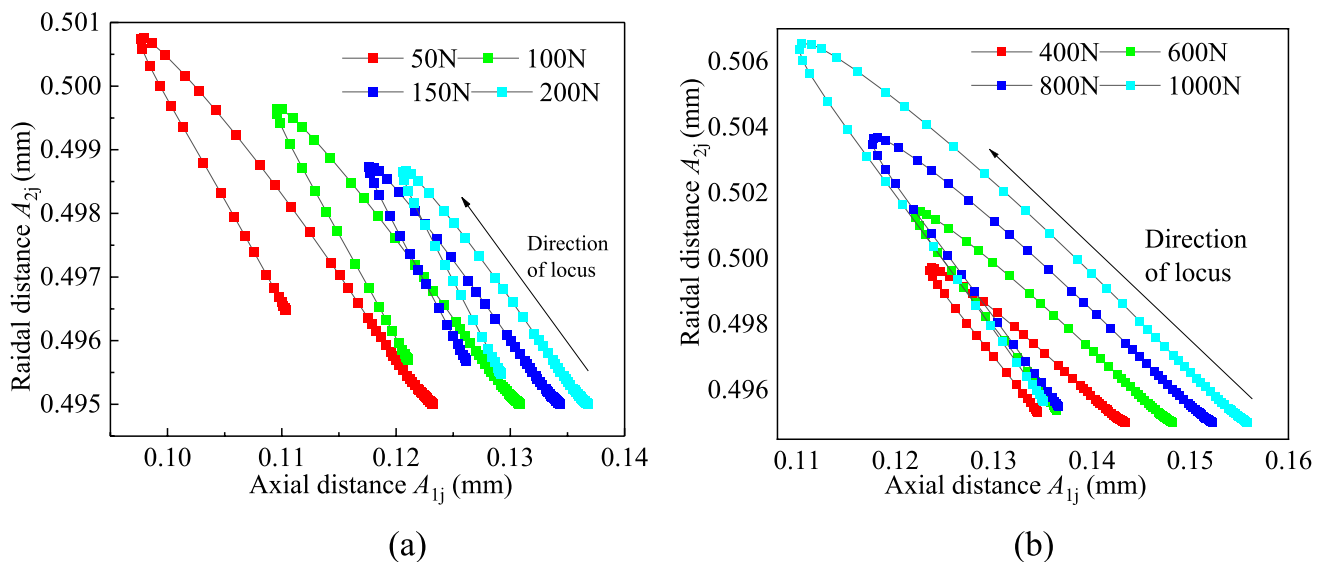 0.501
0.500
0.499
0.498
0.497
0.496
0.495
Raidal distance A2j (mm)
50N 100N
150N 200N
Direction
of locus
0.10 0.11 0.12 0.13 0.14
Axial distance A1j (mm)
(a)
0.506
0.504
0.502
0.500
0.498
0.496
Raidal distance A2j (mm)
400N 600N
800N 1000N
Direction
of locus
0.11 0.12 0.13 0.14 0.15 0.16
Axial distance A1j (mm)
(b)